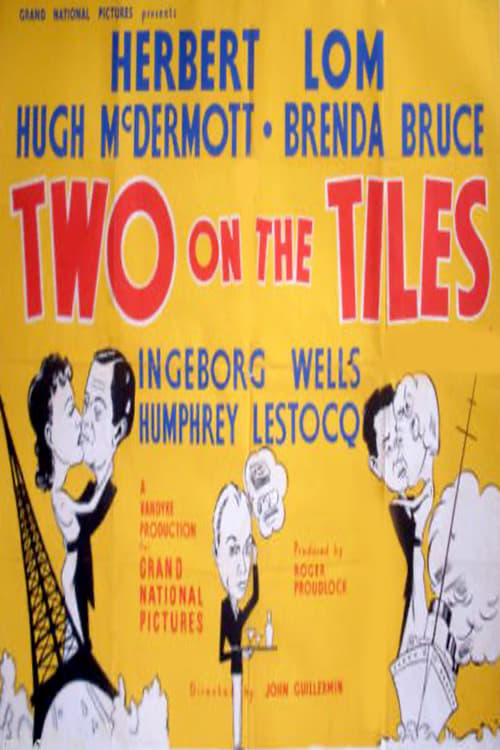 GRAND NATIONAL PICTURES presents
HERBERT LOM
HUGH McDERMOTT • BRENDA BRUCE
TWO ON THE TILES
INGEBORG WELLS
HUMPHREY LESTOCQ
A
VANDYKE
PRODUCTION
for
GRAND
NATIONAL
PICTURES
Produced by
ROGER
PROUDLOCK
Directed by JOHN GUILLERMIN